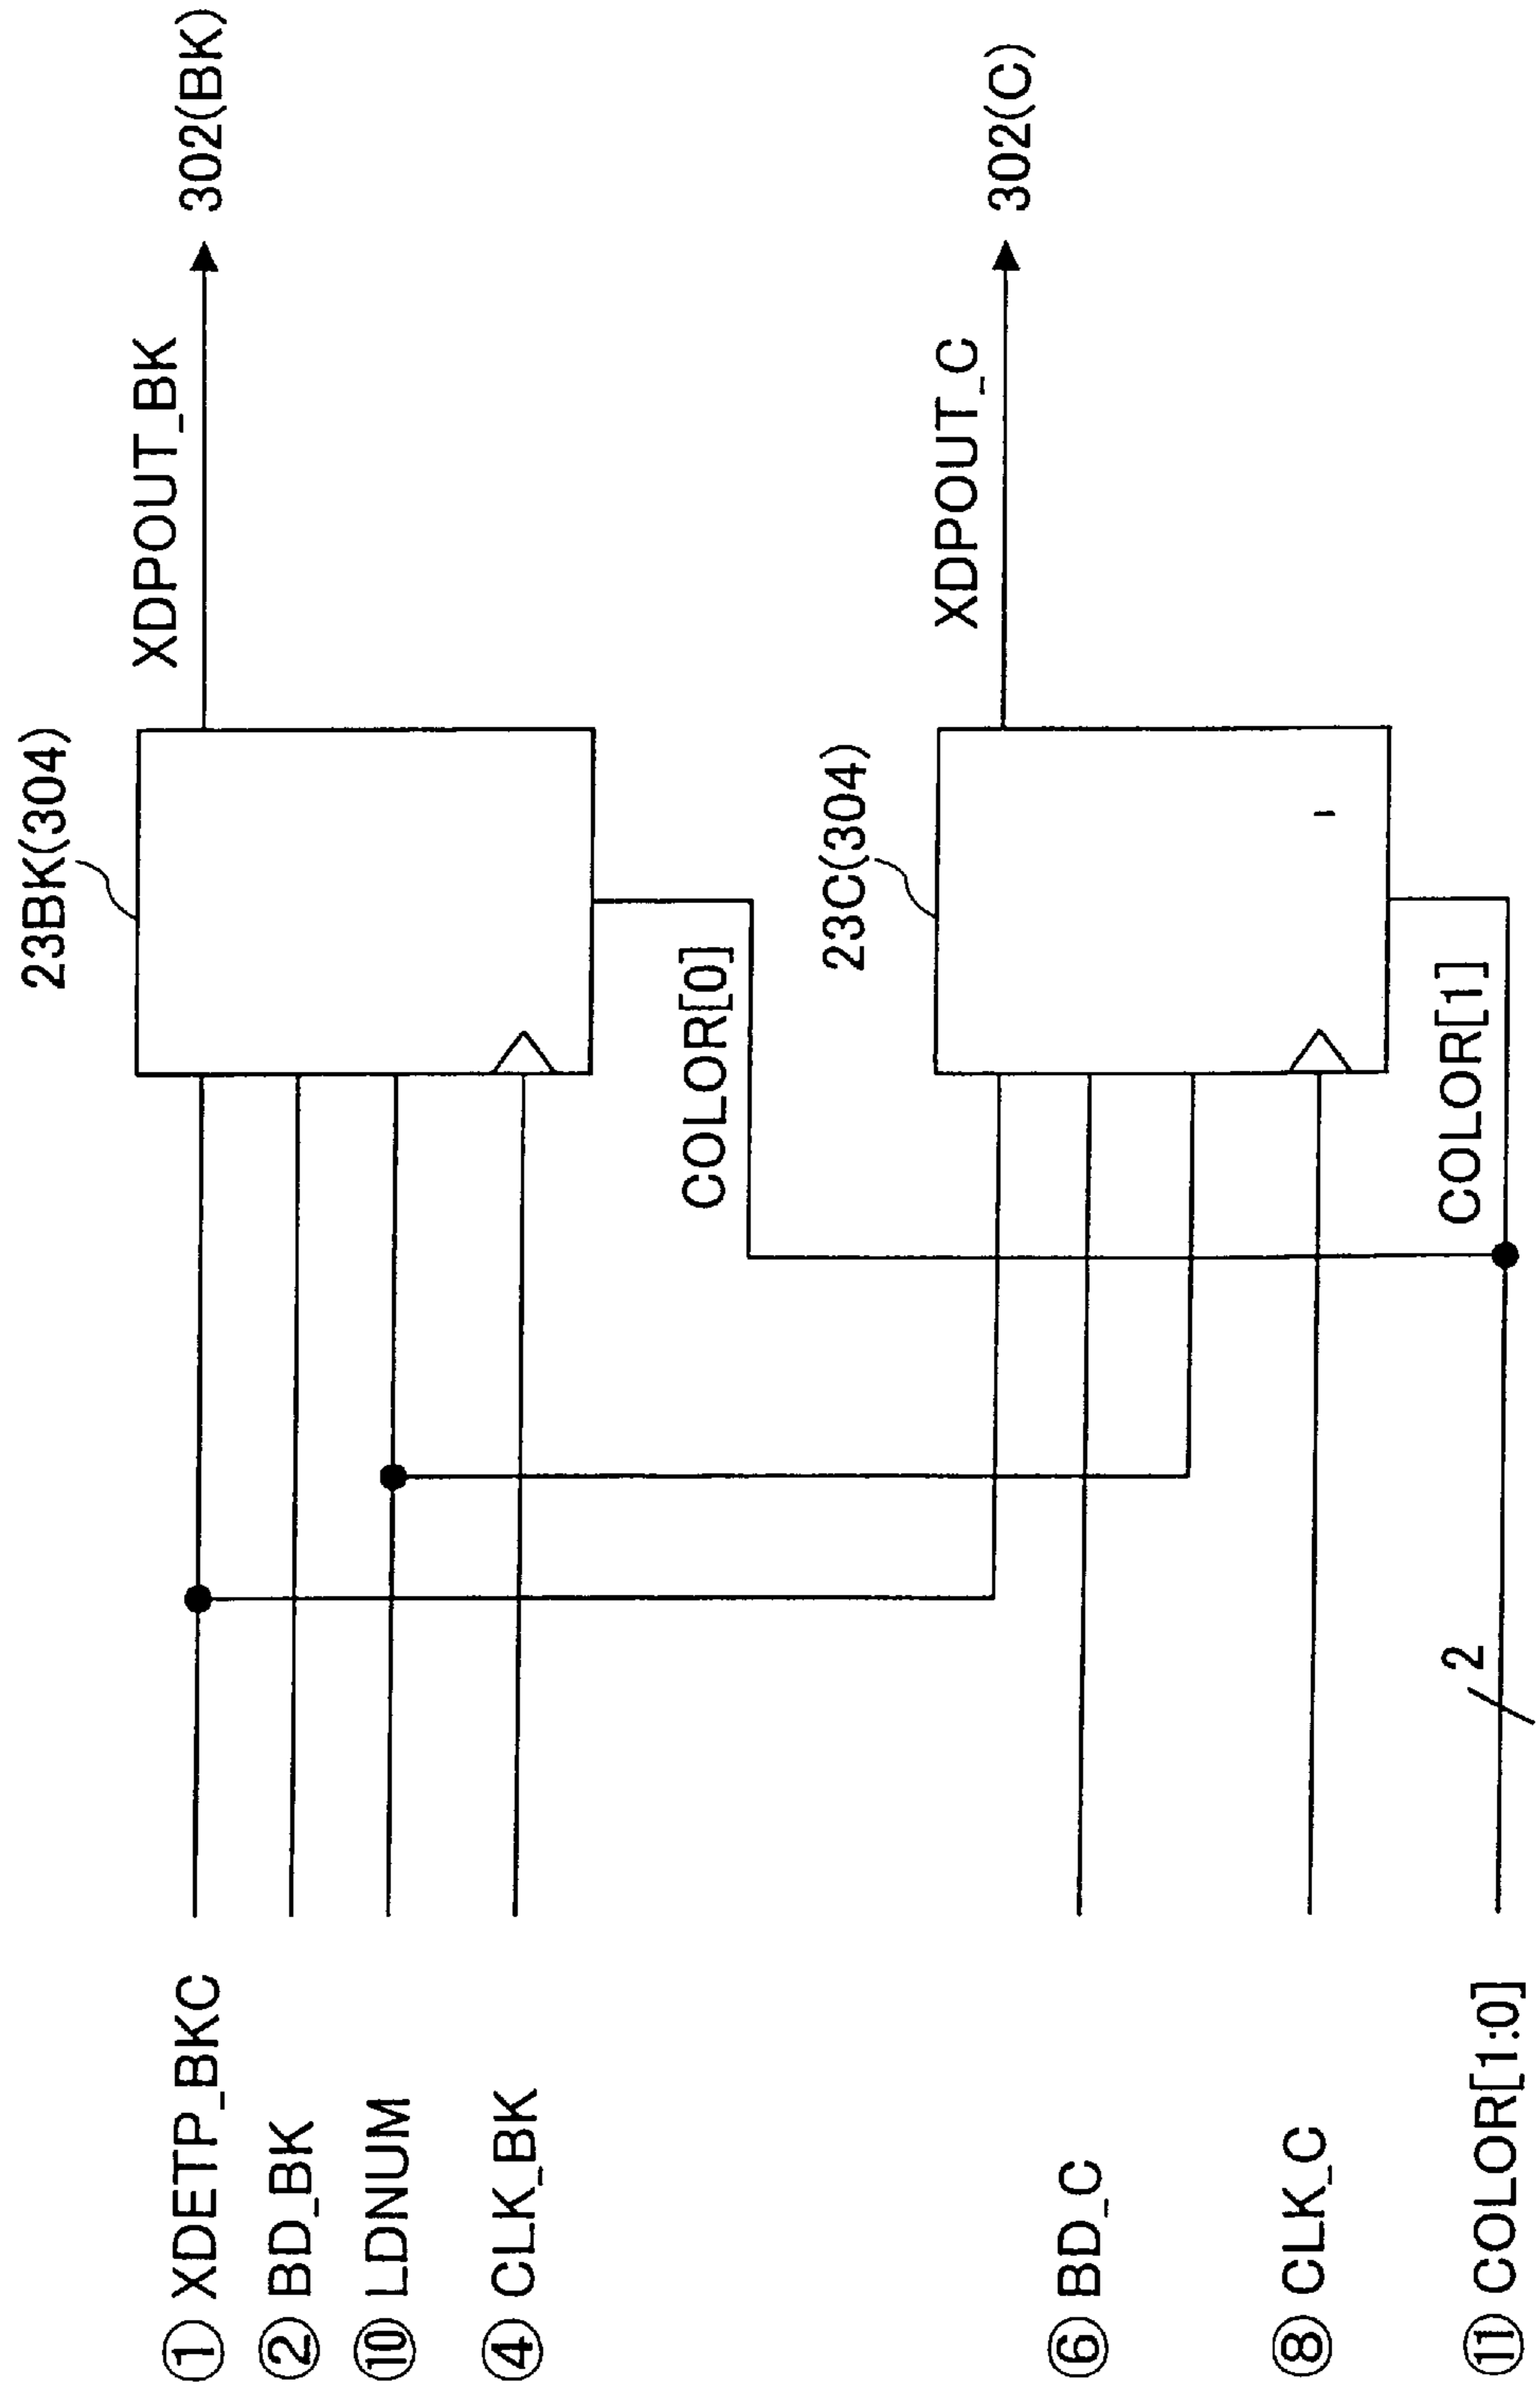 23BK(304)
XDPOUT_BK
302(BK)
① XDETP_BKC
② BD_BK
⑩ LDNUM
④ CLK_BK
COLOR[0]
23C(304)
XDPOUT_C
302(C)
⑥ BD_C
⑧ CLK_C
COLOR[1]
2
⑪ COLOR[1:0]